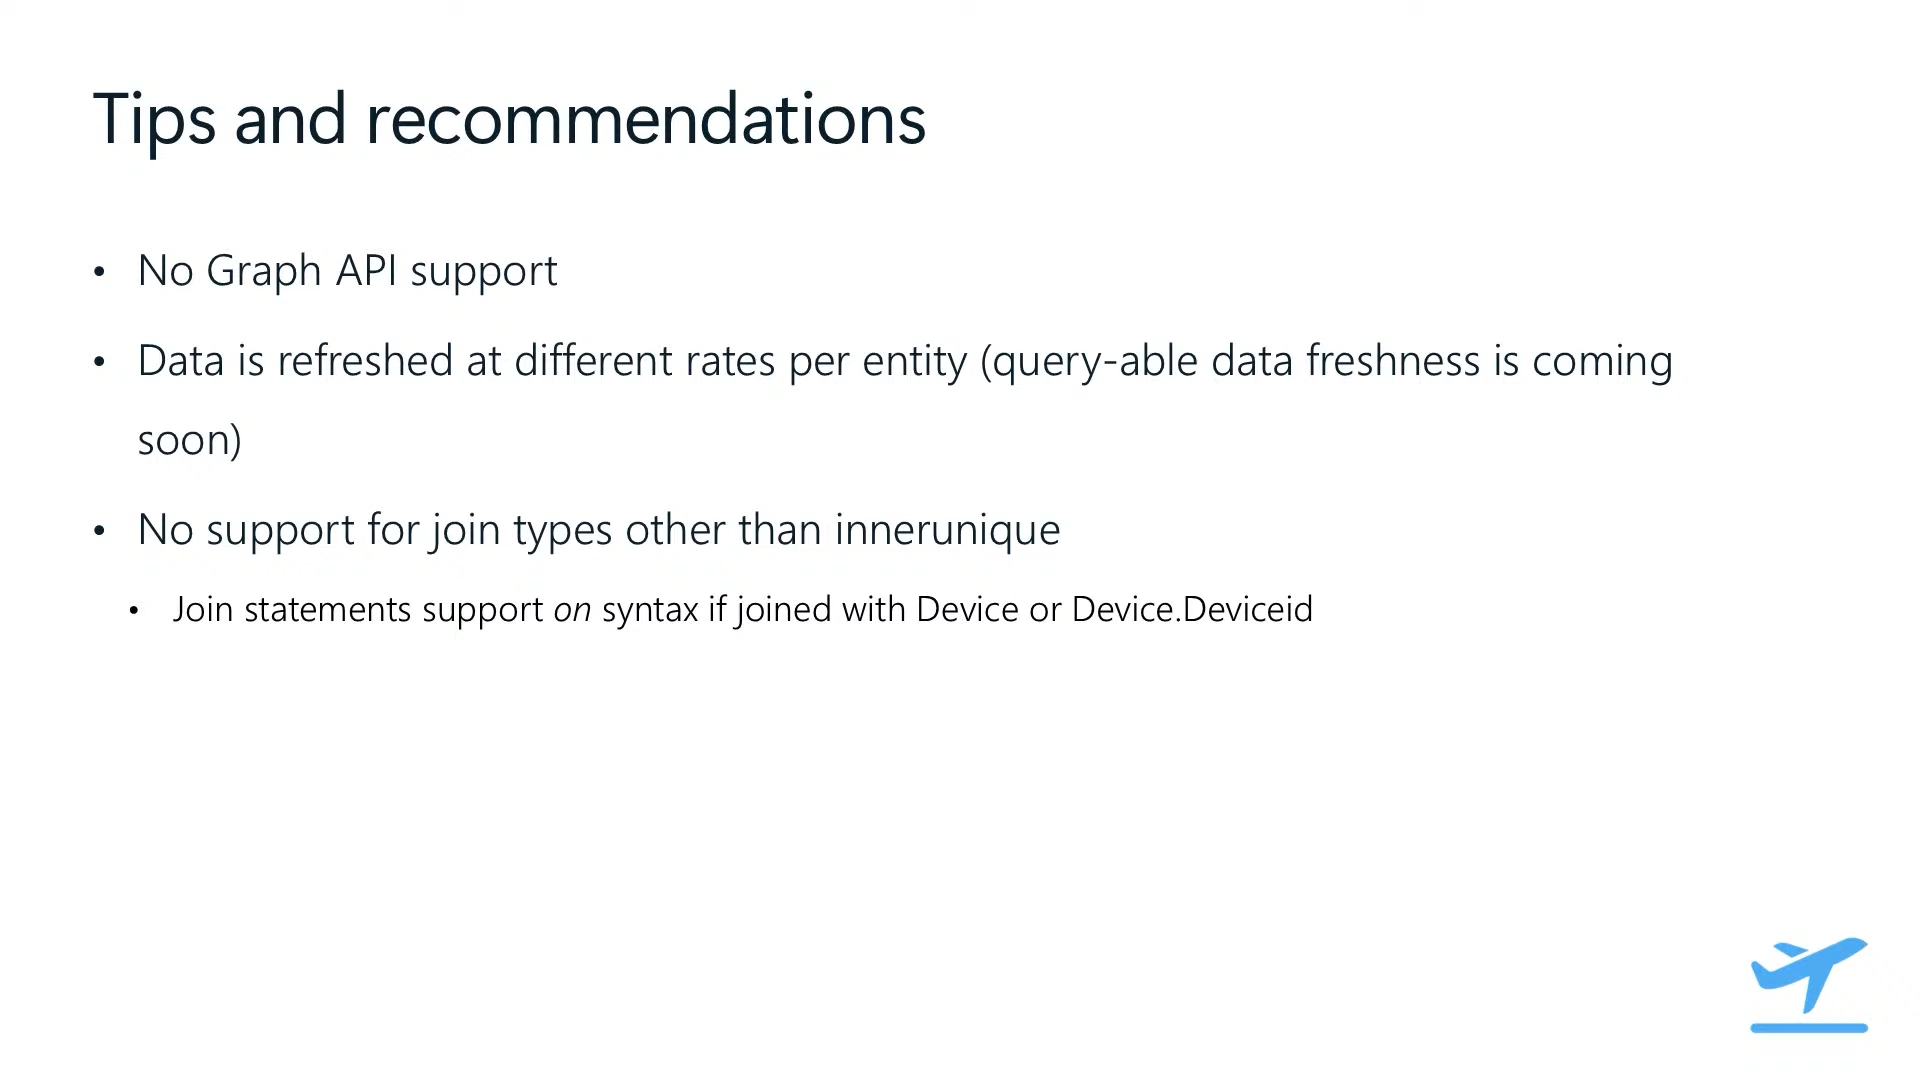 Tips and recommendations
• No Graph API support
• Data is refreshed at different rates per entity (query-able data freshness is coming
soon)
• No support for join types other than innerunique
• Join statements support on syntax if joined with Device or Device.Deviceid